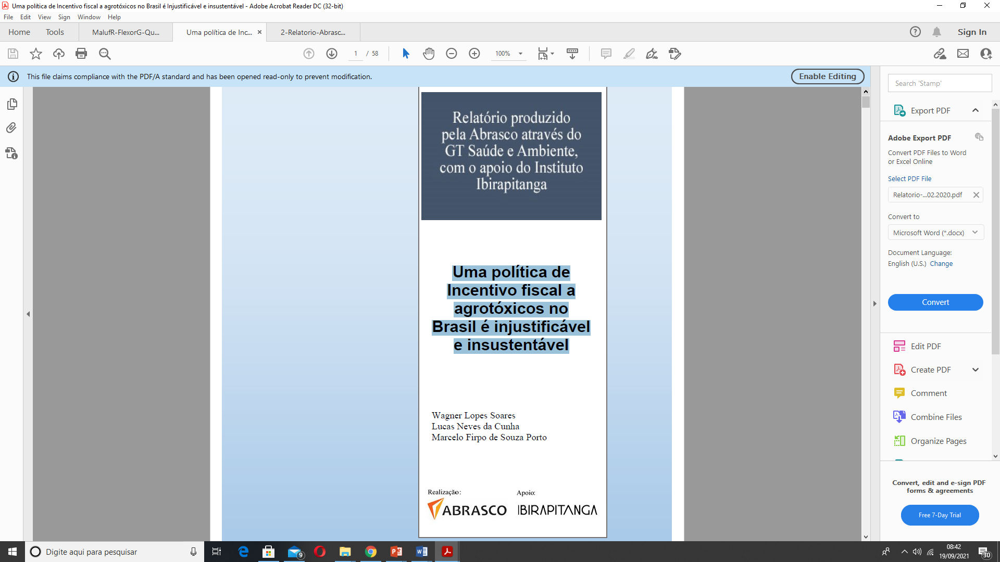 Uma política de Incentivo fiscal a agrotóxicos no Brasil é Injustificável e insustentável - Adobe Acrobat Reader DC (32-bit)
File Edit View Sign Window Help
Home Tools MalufR-FlexorG-Qu... Uma política de Inc... 2-Relatorio-Abrasc... Sign In
1 / 58 100%
This file claims compliance with the PDF/A standard and has been opened read-only to prevent modification. Enable Editing
Relatório produzido
pela Abrasco através do
GT Saúde e Ambiente,
com o apoio do Instituto
Ibirapitanga
Uma política de
Incentivo fiscal a
agrotóxicos no
Brasil é injustificável
e insustentável
Wagner Lopes Soares
Lucas Neves da Cunha
Marcelo Firpo de Souza Porto
Realização: Apoio:
ABRASCO IBIRAPITANGA
Search 'Stamp'
Export PDF
Adobe Export PDF
Convert PDF Files to Word
or Excel Online
Select PDF File
Relatorio-...02.2020.pdf
Convert to
Microsoft Word (*.docx)
Document Language:
English (U.S.) Change
Convert
Edit PDF
Create PDF
Comment
Combine Files
Organize Pages
Convert, edit and e-sign PDF
forms & agreements
Free 7-Day Trial
Digite aqui para pesquisar
9
08:42
19/09/2021
30